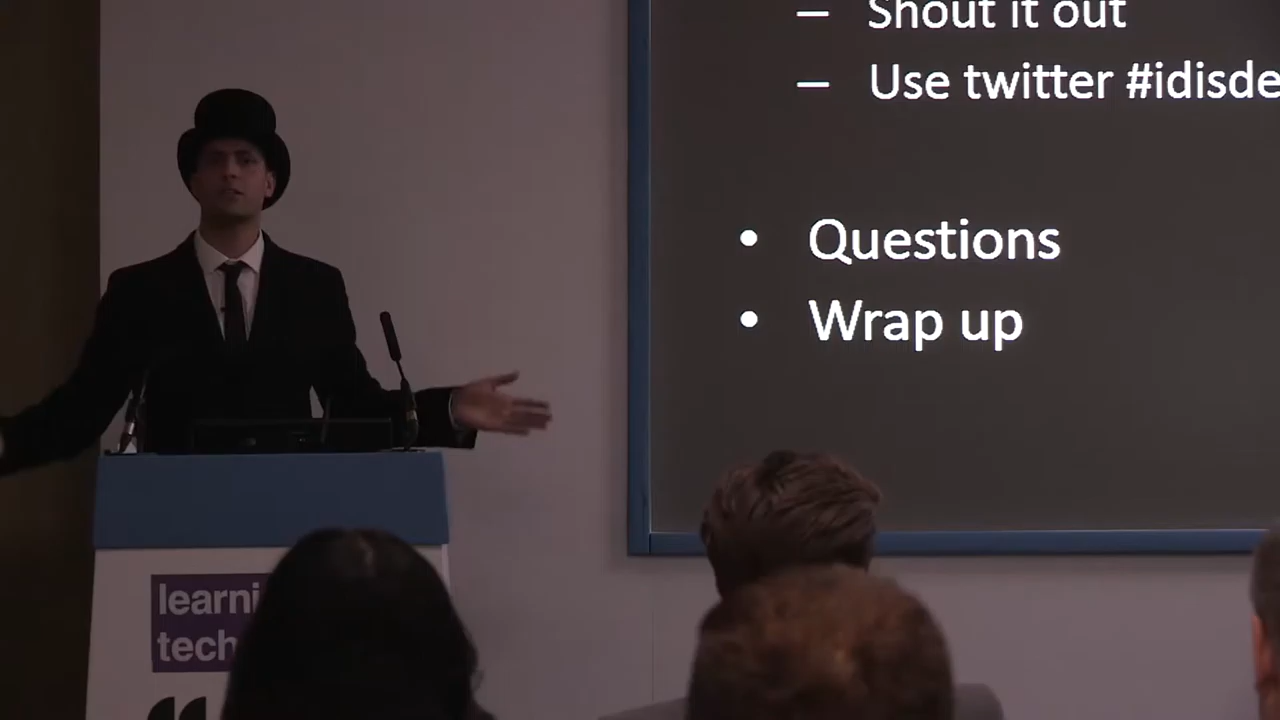 – Shout it out
– Use twitter #idisde
• Questions
• Wrap up
learni
tech
“